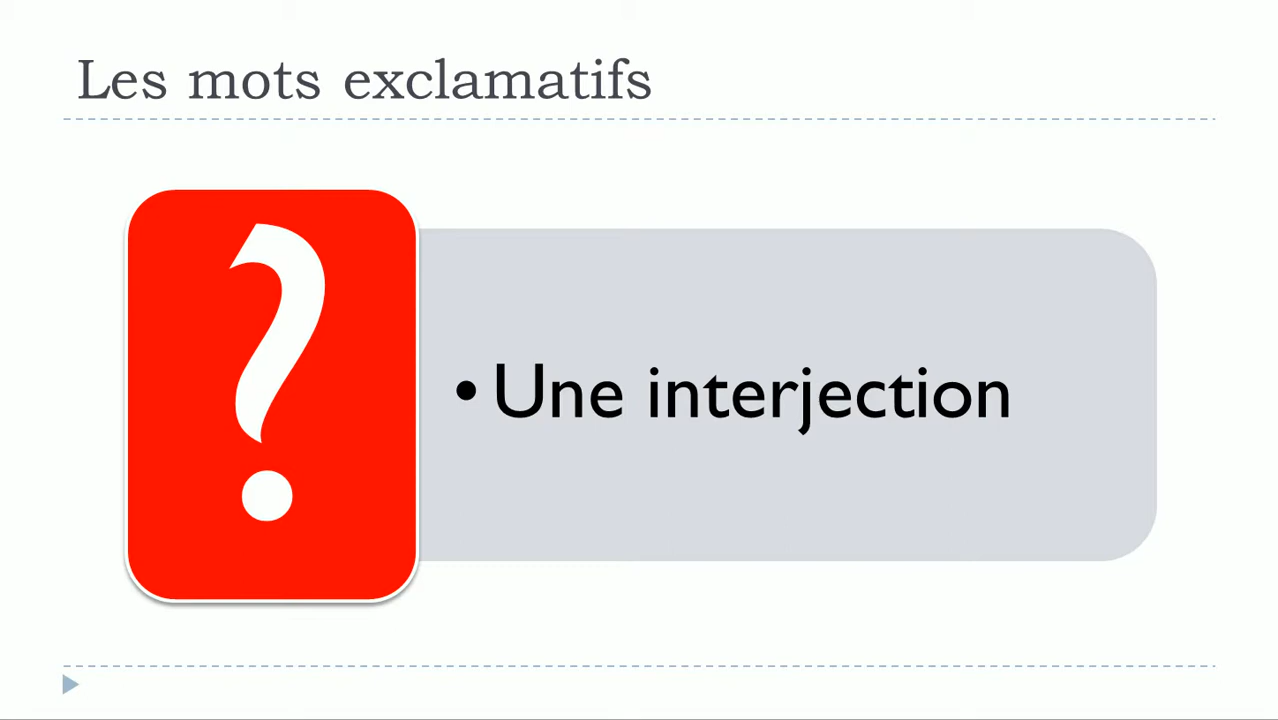 Les mots exclamatifs
?
• Une interjection